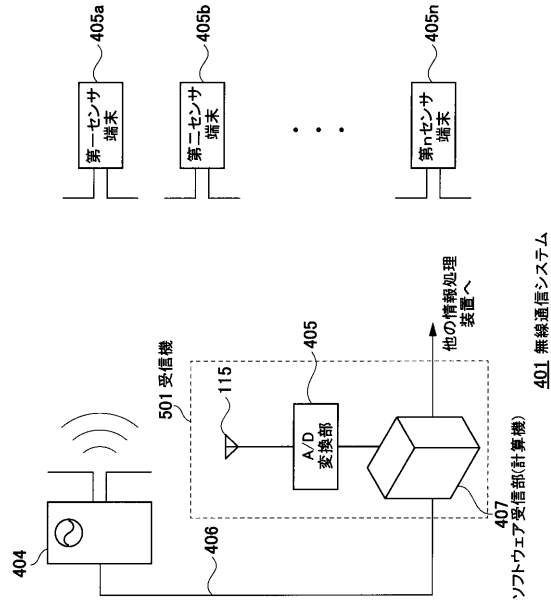 404
406
501 受信機
115
A/D
変換部
405
407
ソフトウェア受信部(計算機)
他の情報処理
装置へ
第一センサ
端末
405a
第二センサ
端末
405b
第nセンサ
端末
405n
401 無線通信システム